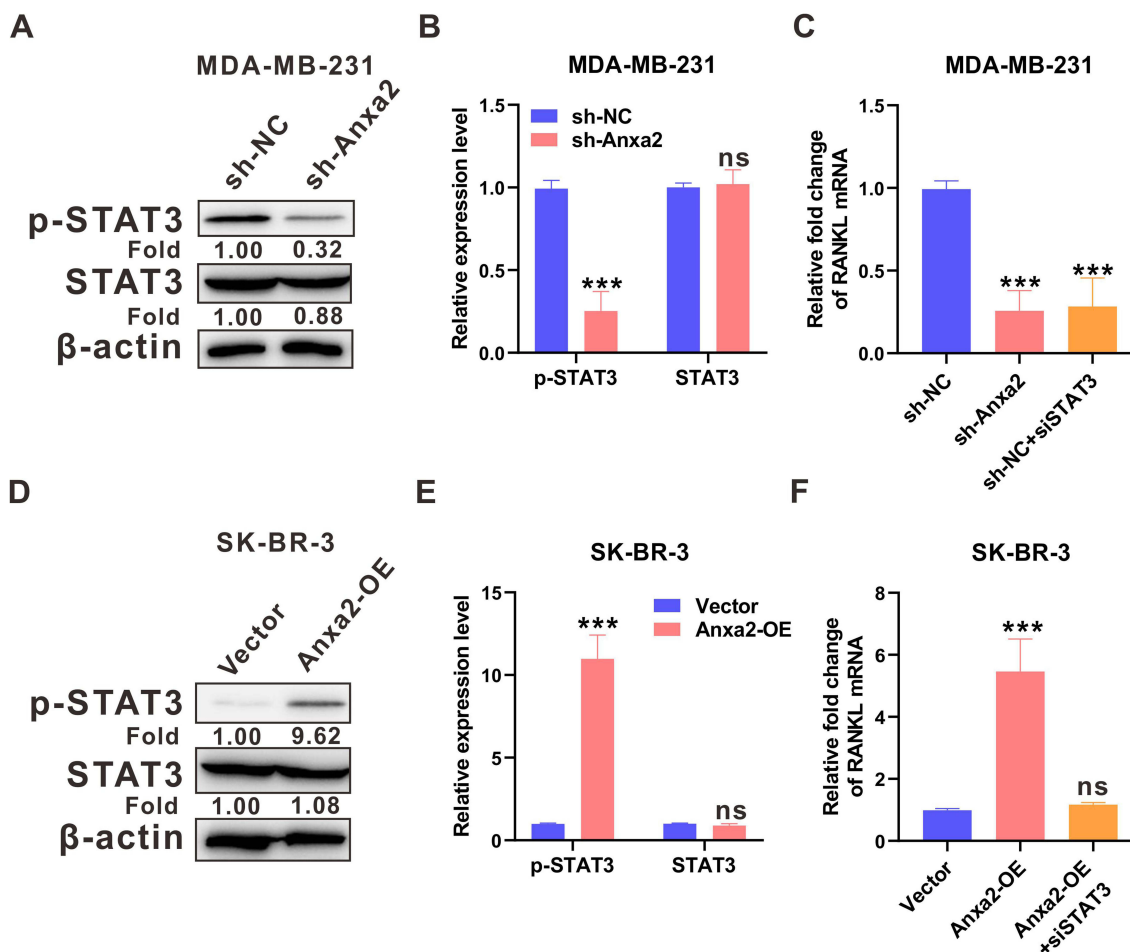 A
MDA-MB-231
sh-NC
sh-Anxa2
p-STAT3
Fold 1.00 0.32
STAT3
Fold 1.00 0.88
β-actin
B
MDA-MB-231
Relative expression level
1.5
1.0
0.5
0.0
sh-NC
sh-Anxa2
***
ns
p-STAT3
STAT3
C
MDA-MB-231
Relative fold change
of RANKL mRNA
1.5
1.0
0.5
0.0
***
***
sh-NC
sh-Anxa2
sh-NC+siSTAT3
D
SK-BR-3
Vector
Anxa2-OE
p-STAT3
Fold 1.00 9.62
STAT3
Fold 1.00 1.08
β-actin
E
SK-BR-3
Relative expression level
15
10
5
0
Vector
Anxa2-OE
***
ns
p-STAT3
STAT3
F
SK-BR-3
Relative fold change
of RANKL mRNA
8
6
4
2
0
***
ns
Vector
Anxa2-OE
Anxa2-OE
+siSTAT3